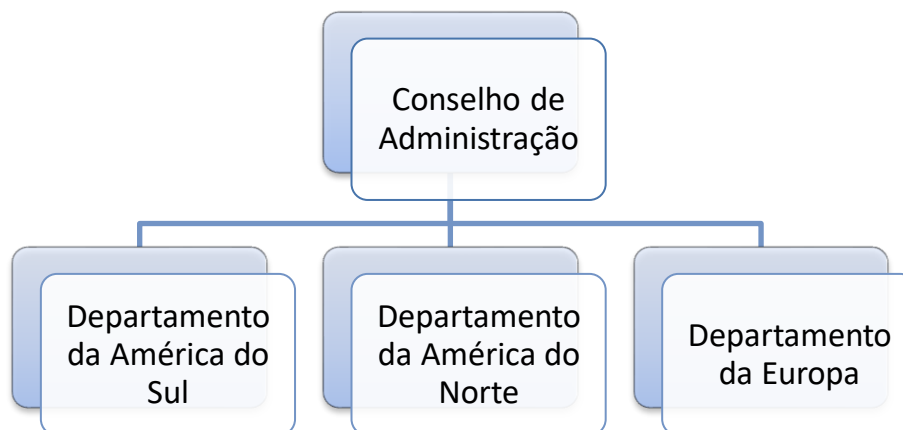 Conselho de
Administração
Departamento
da América do
Sul
Departamento
da América do
Norte
Departamento
da Europa